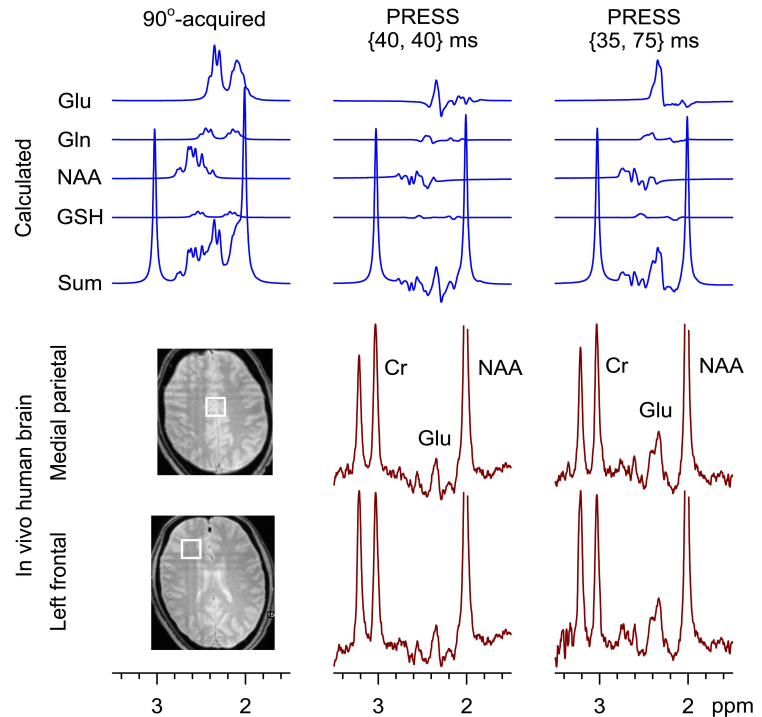 90°-acquired
PRESS
{40, 40} ms
PRESS
{35, 75} ms
Calculated
Glu
Gln
NAA
GSH
Sum
In vivo human brain
Medial parietal
Cr
NAA
Glu
Cr
NAA
Glu
Left frontal
15
3
2
3
2
3
2
ppm